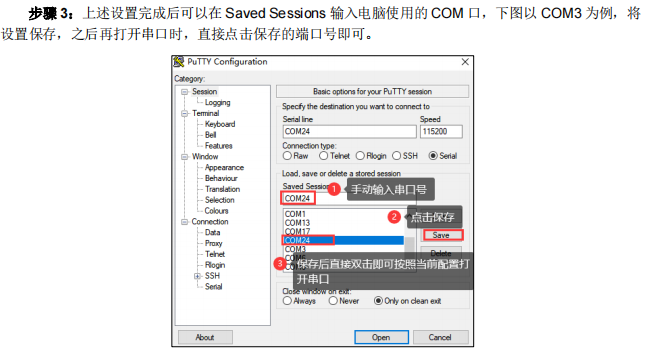 步骤 3：上述设置完成后可以在 Saved Sessions 输入电脑使用的 COM 口，下图以 COM3 为例，将
设置保存，之后再打开串口时，直接点击保存的端口号即可。
PuTTY Configuration
Category:
Session
Logging
Terminal
Keyboard
Bell
Features
Window
Appearance
Behaviour
Translation
Selection
Colours
Connection
Data
Proxy
Telnet
Rlogin
SSH
Serial
Basic options for your PuTTY session
Specify the destination you want to connect to
Serial line Speed
COM24 115200
Connection type:
Raw Telnet Rlogin SSH Serial
Load, save or delete a stored session
Saved Sessions
1 手动输入串口号
COM24
COM1
2 点击保存
COM13
COM17
Save
COM24
COM3
Delete
3 保存后直接双击即可按照当前配置打
开串口
Close window on exit:
Always Never Only on clean exit
About Open Cancel